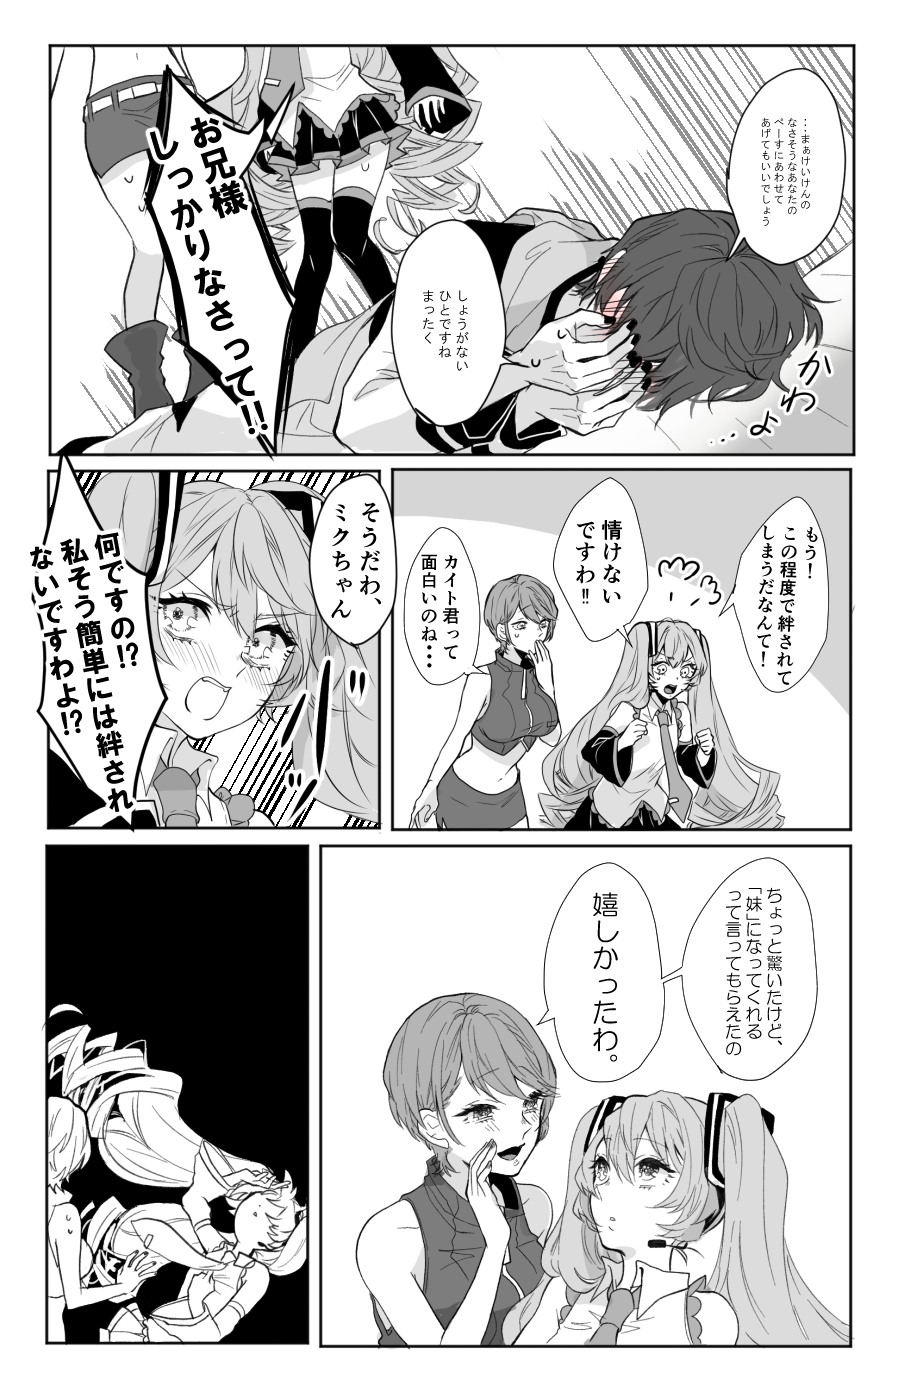 …まぁけいけんの
なさそうなあなたの
ぺーすにあわせて
あげてもいいでしょう
しょうがない
ひとですね
まったく
かわよ…
お兄様
しっかりなさって!!
もう!
この程度で絆されて
しまうだなんて!
情けない
ですわ!!
カイト君って
面白いのね・・・
そうだわ、
ミクちゃん
何ですの!?
私そう簡単には絆され
ないですわよ!?
ちょっと驚いたけど、
「妹」になってくれる
って言ってもらえたの
嬉しかったわ。